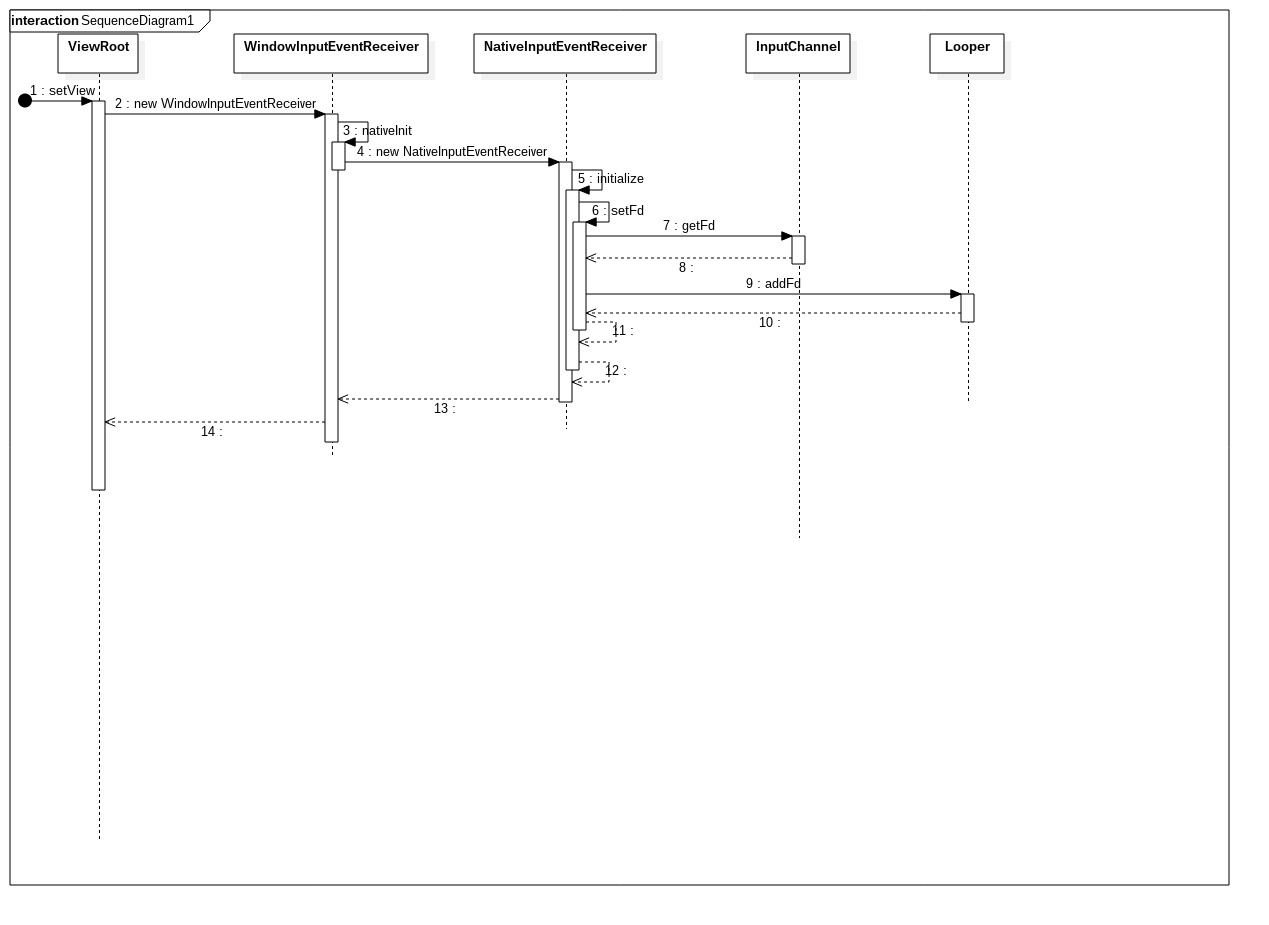 interaction SequenceDiagram1
ViewRoot
WindowInputEventReceiver
NativeInputEventReceiver
InputChannel
Looper
1 : setView
2 : new WindowInputEventReceiver
3 : nativeInit
4 : new NativeInputEventReceiver
5 : initialize
6 : setFd
7 : getFd
8 :
9 : addFd
10 :
11 :
12 :
13 :
14 :